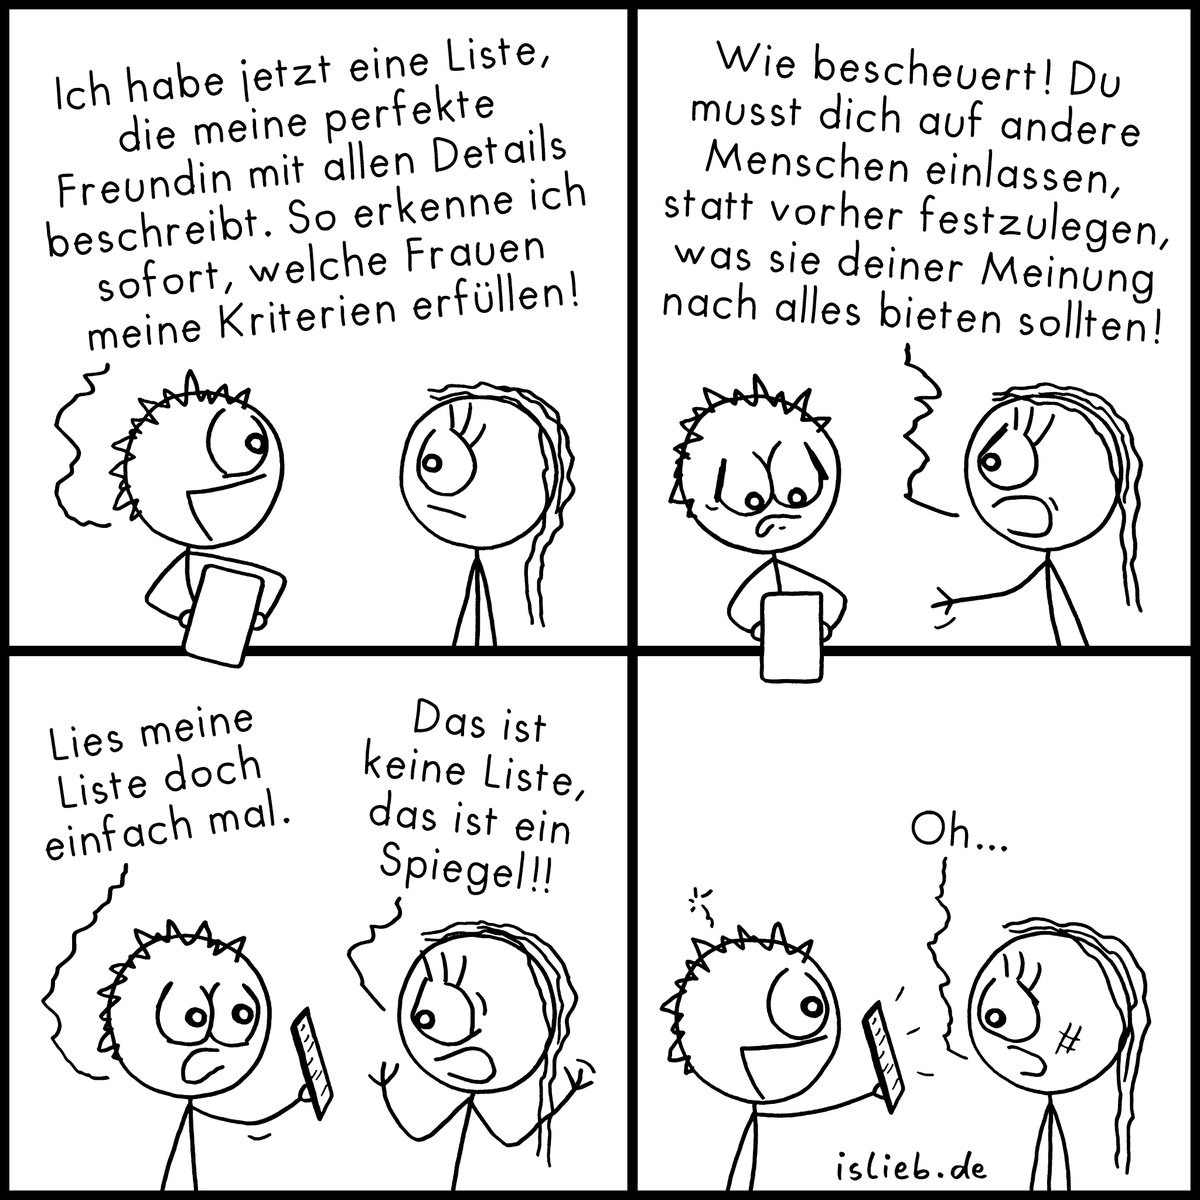 Ich habe jetzt eine Liste,
die meine perfekte
Freundin mit allen Details
beschreibt. So erkenne ich
sofort, welche Frauen
meine Kriterien erfüllen!
Wie bescheuert! Du
musst dich auf andere
Menschen einlassen,
statt vorher festzulegen,
was sie deiner Meinung
nach alles bieten sollten!
Lies meine
Liste doch
einfach mal.
Das ist
keine Liste,
das ist ein
Spiegel!!
Oh...
islieb.de